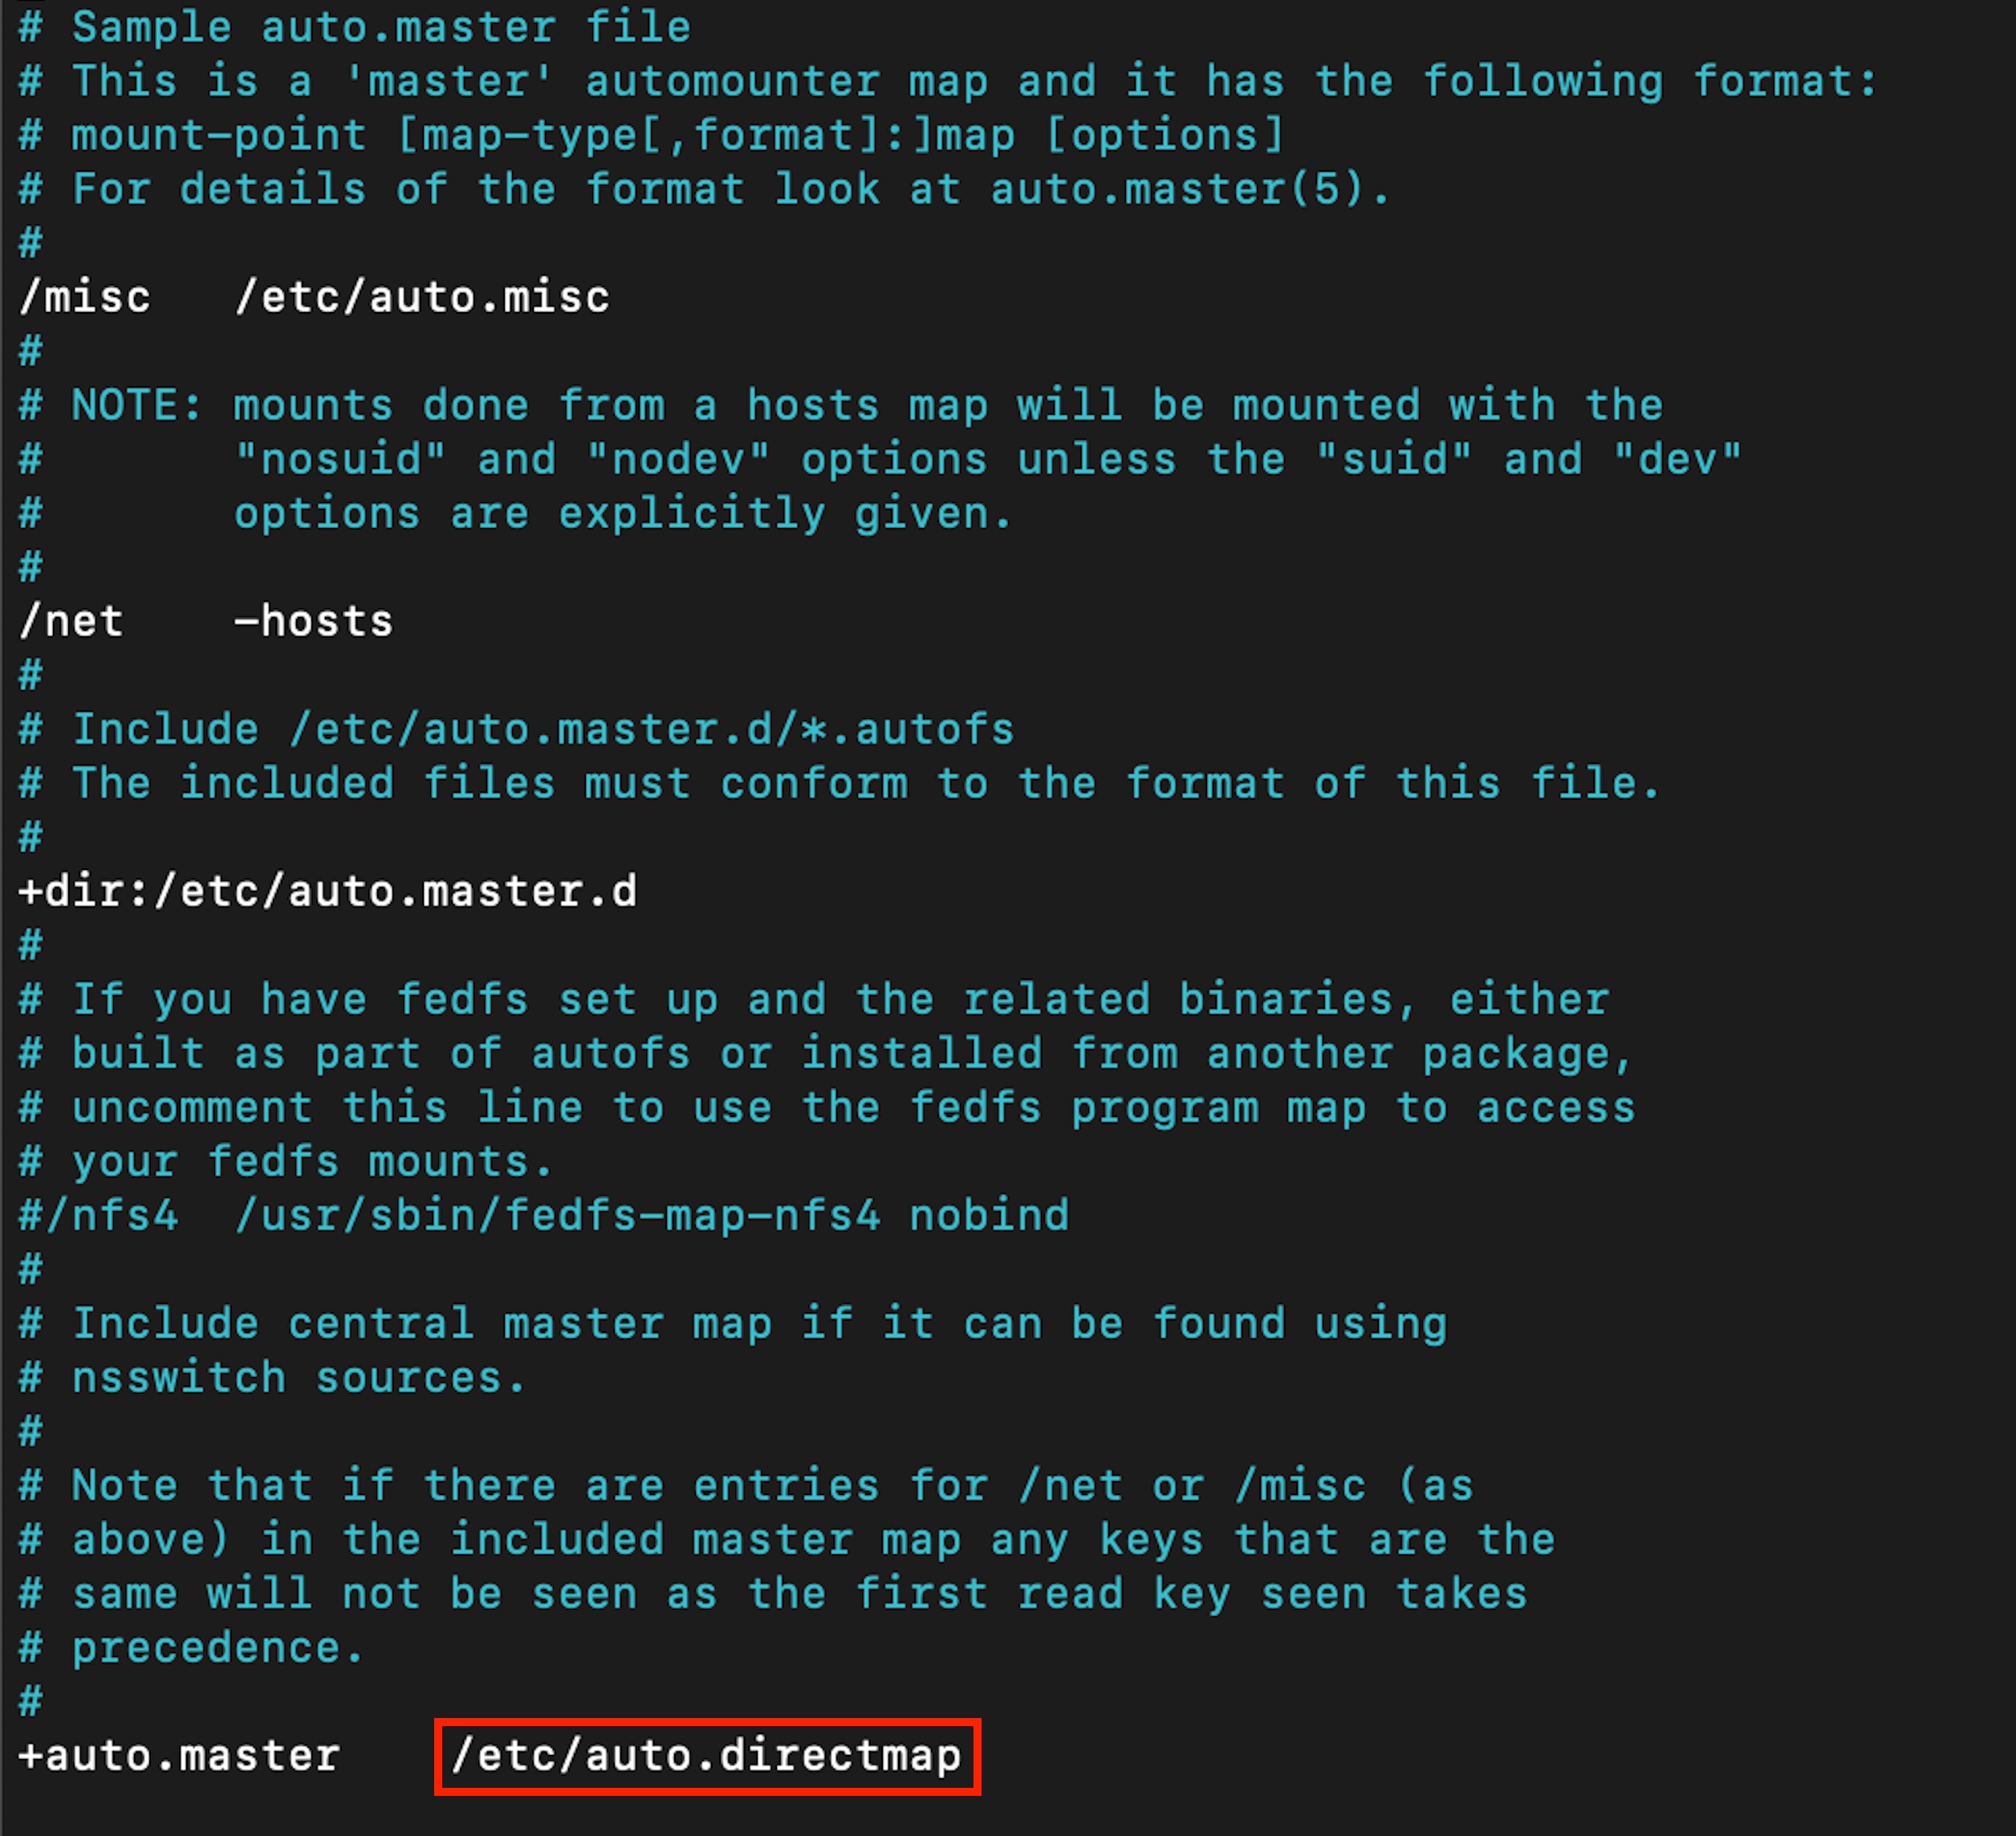 # Sample auto.master file
# This is a 'master' automounter map and it has the following format:
# mount-point [map-type[,format]:]map [options]
# For details of the format look at auto.master(5).
#
/misc   /etc/auto.misc
#
# NOTE: mounts done from a hosts map will be mounted with the
#       "nosuid" and "nodev" options unless the "suid" and "dev"
#       options are explicitly given.
#
/net    -hosts
#
# Include /etc/auto.master.d/*.autofs
# The included files must conform to the format of this file.
#
+dir:/etc/auto.master.d
#
# If you have fedfs set up and the related binaries, either
# built as part of autofs or installed from another package,
# uncomment this line to use the fedfs program map to access
# your fedfs mounts.
#/nfs4  /usr/sbin/fedfs-map-nfs4 nobind
#
# Include central master map if it can be found using
# nsswitch sources.
#
# Note that if there are entries for /net or /misc (as
# above) in the included master map any keys that are the
# same will not be seen as the first read key seen takes
# precedence.
#
+auto.master    /etc/auto.directmap